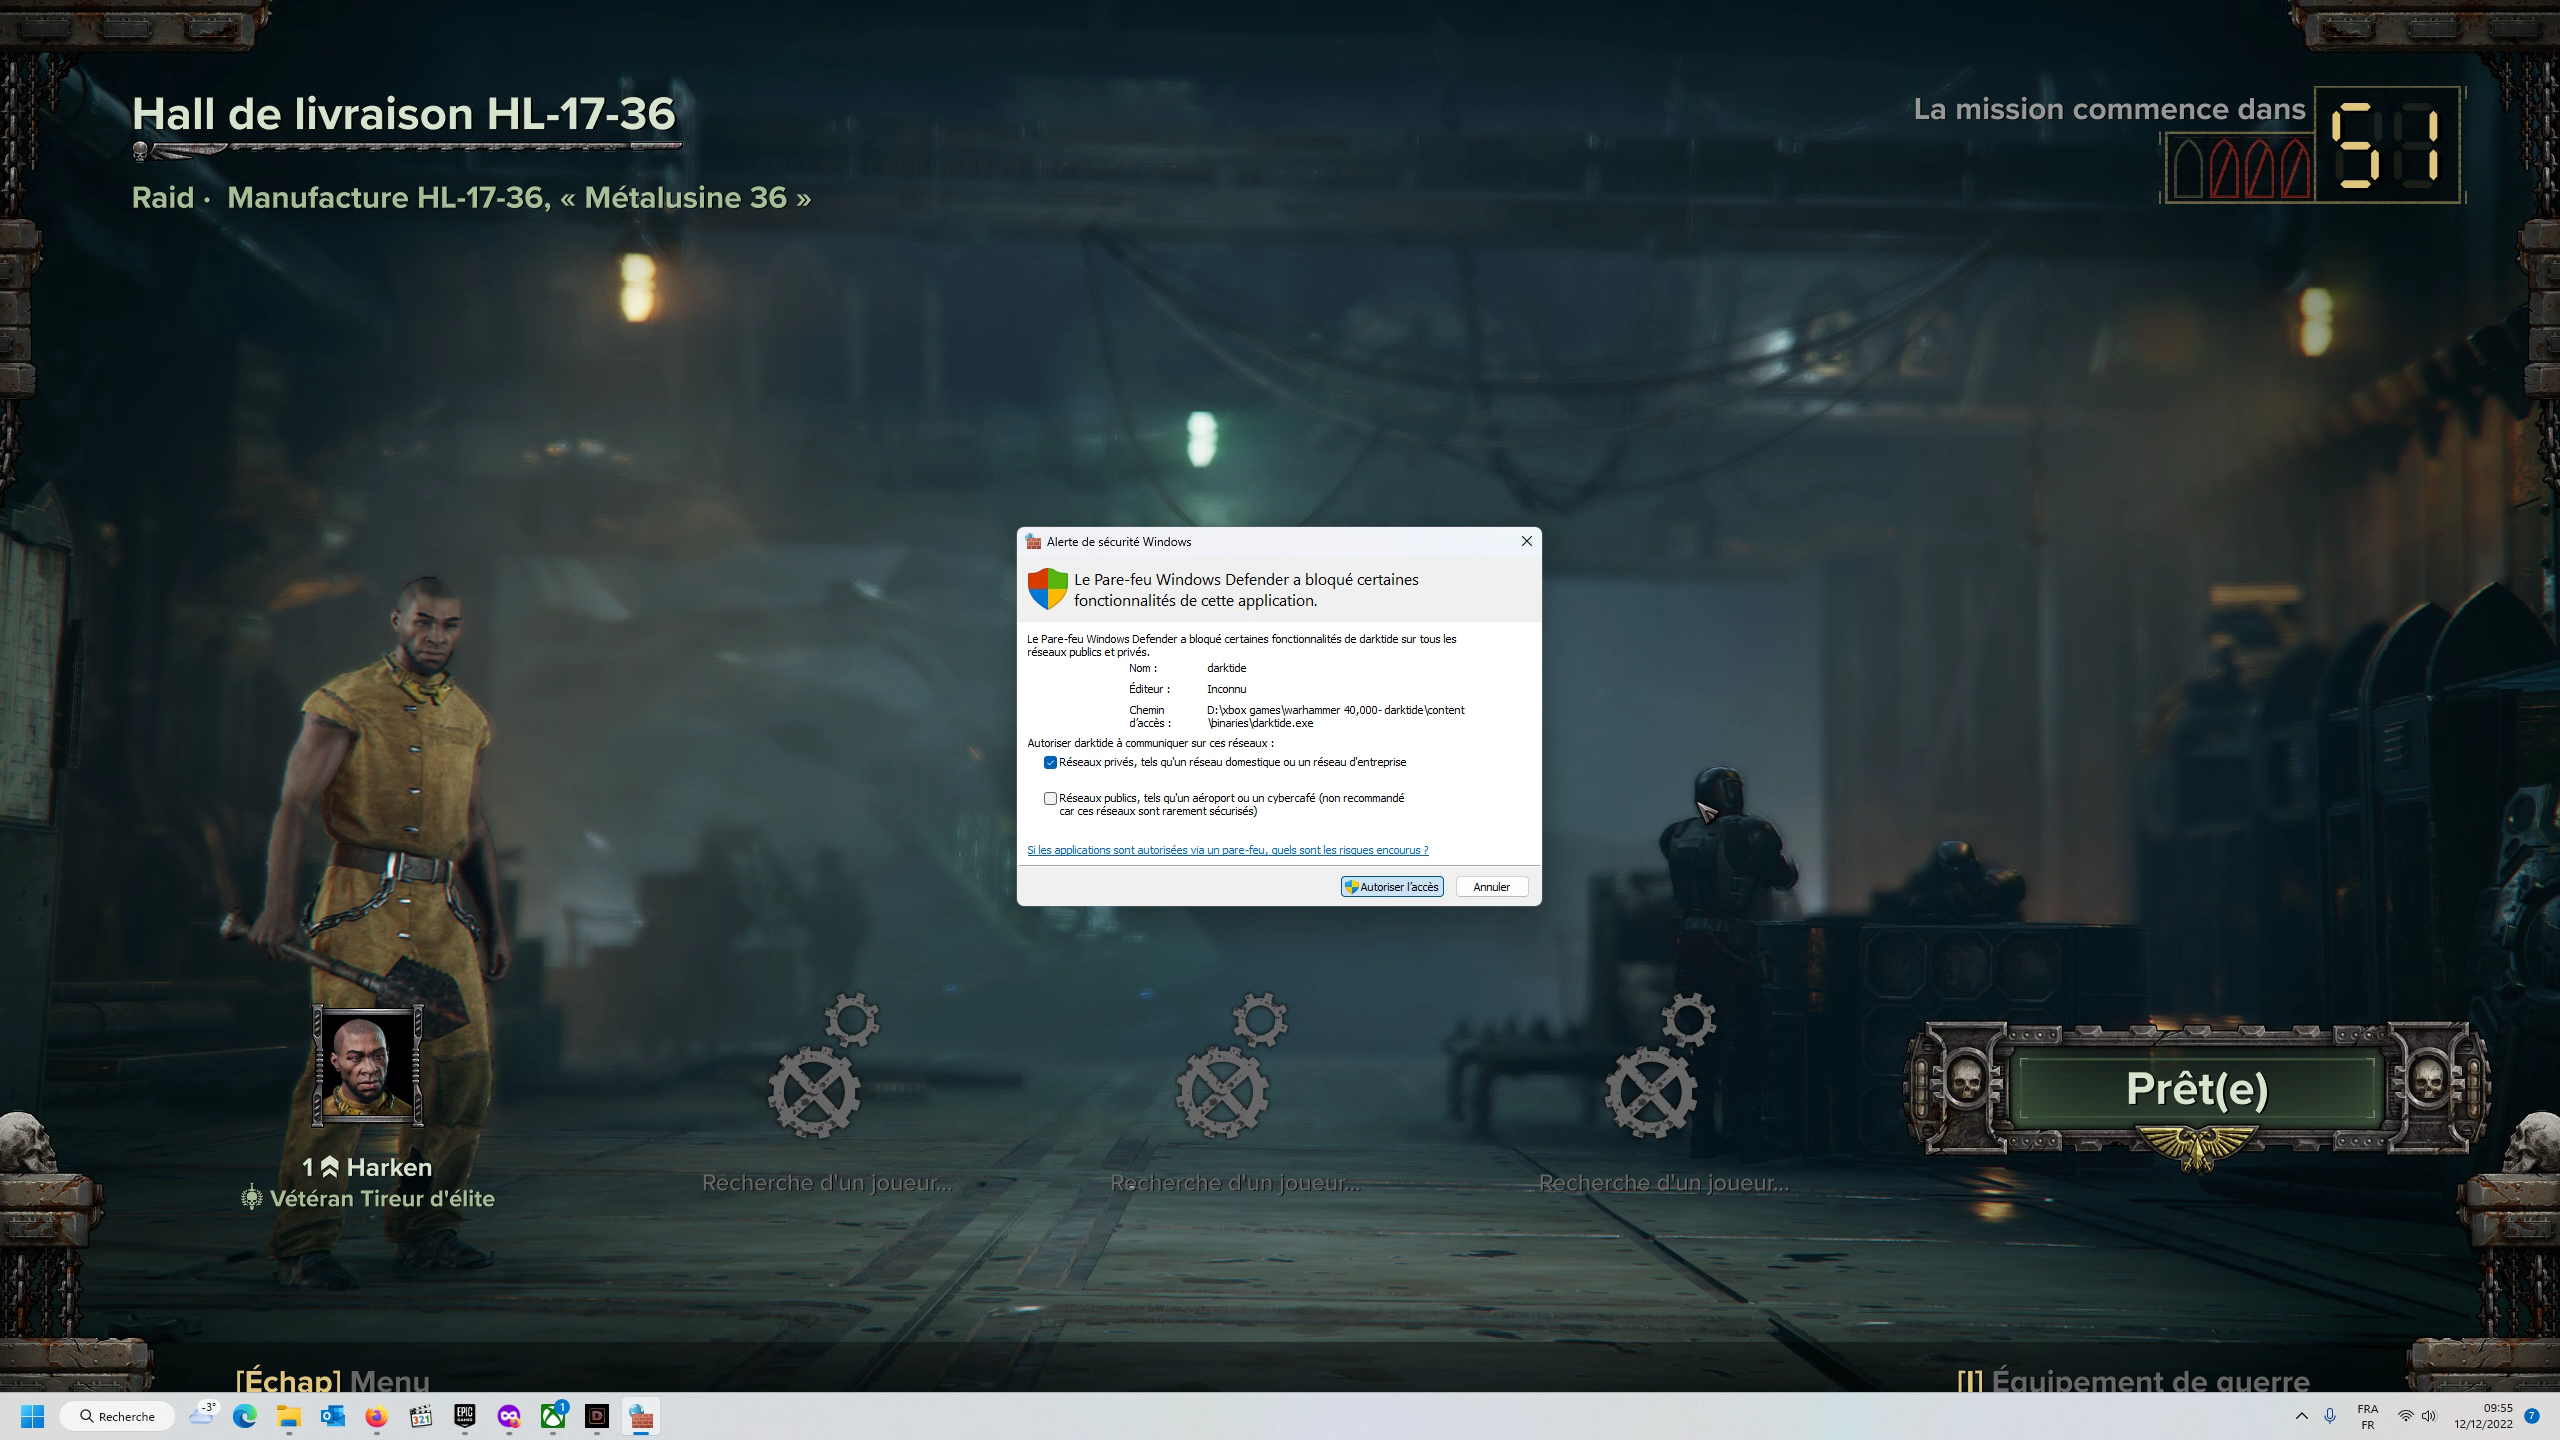 Hall de livraison HL-17-36
La mission commence dans
51
Raid · Manufacture HL-17-36, « Métalusine 36 »
Alerte de sécurité Windows
Le Pare-feu Windows Defender a bloqué certaines
fonctionnalités de cette application.
Le Pare-feu Windows Defender a bloqué certaines fonctionnalités de darktide sur tous les
réseaux publics et privés.
Nom : darktide
Éditeur : Inconnu
Chemin D:\xbox games\warhammer 40,000- darktide\content
d'accès : \binaries\darktide.exe
Autoriser darktide à communiquer sur ces réseaux :
Réseaux privés, tels qu'un réseau domestique ou un réseau d'entreprise
Réseaux publics, tels qu'un aéroport ou un cybercafé (non recommandé
car ces réseaux sont rarement sécurisés)
Si les applications sont autorisées via un pare-feu, quels sont les risques encourus ?
Autoriser l'accès Annuler
Prêt(e)
1 Harken
Vétéran Tireur d'élite
Recherche d'un joueur...
Recherche d'un joueur...
Recherche d'un joueur...
[Échap] Menu
[I] Équipement de guerre
Recherche
-3°
321
EPIC
GAMES
1
D
FRA
FR
09:55
12/12/2022
7